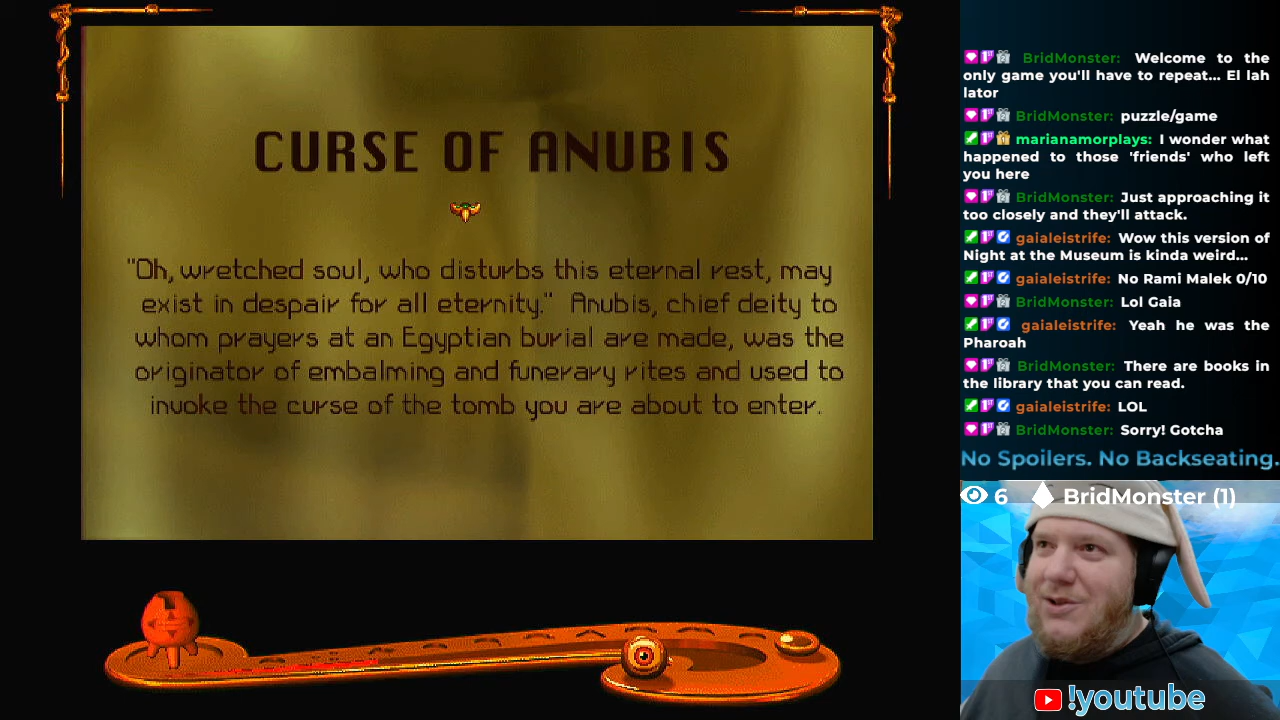 CURSE OF ANUBIS
"Oh, wretched soul, who disturbs this eternal rest, may
exist in despair for all eternity." Anubis, chief deity to
whom prayers at an Egyptian burial are made, was the
originator of embalming and funerary rites and used to
invoke the curse of the tomb you are about to enter.
BridMonster: Welcome to the
only game you'll have to repeat... El lah
lator
BridMonster: puzzle/game
marianamorplays: I wonder what
happened to those 'friends' who left
you here
BridMonster: Just approaching it
too closely and they'll attack.
gaialeistrife: Wow this version of
Night at the Museum is kinda weird...
gaialeistrife: No Rami Malek 0/10
BridMonster: Lol Gaia
gaialeistrife: Yeah he was the
Pharoah
BridMonster: There are books in
the library that you can read.
gaialeistrife: LOL
BridMonster: Sorry! Gotcha
No Spoilers. No Backseating.
6 BridMonster (1)
!youtube